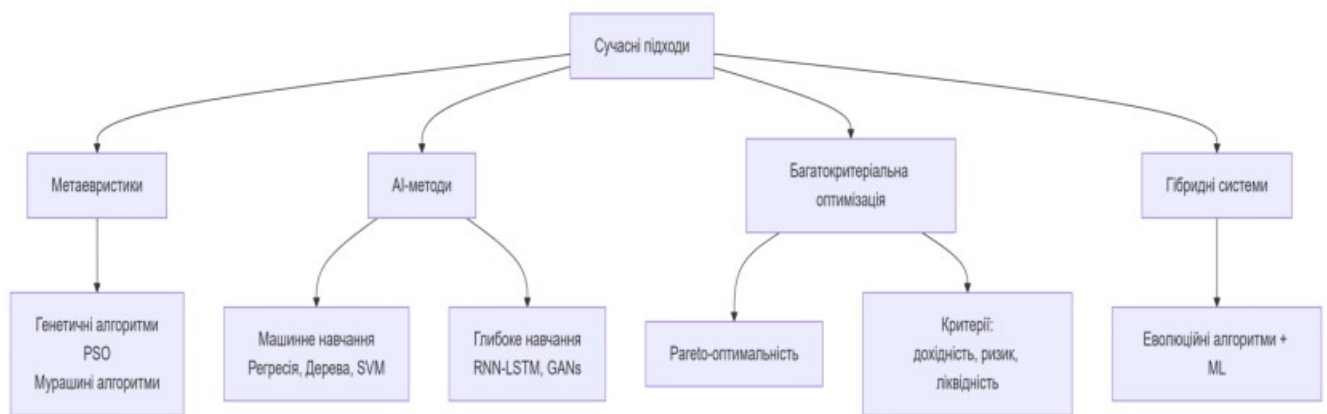 Сучасні підходи
Метаевристики
АІ-методи
Багатокритеріальна
оптимізація
Гібридні системи
Генетичні алгоритми
PSO
Мурашині алгоритми
Машинне навчання
Регресія, Дерева, SVM
Глибоке навчання
RNN-LSTM, GANs
Pareto-оптимальність
Критерії:
дохідність, ризик,
ліквідність
Еволюційні алгоритми +
ML